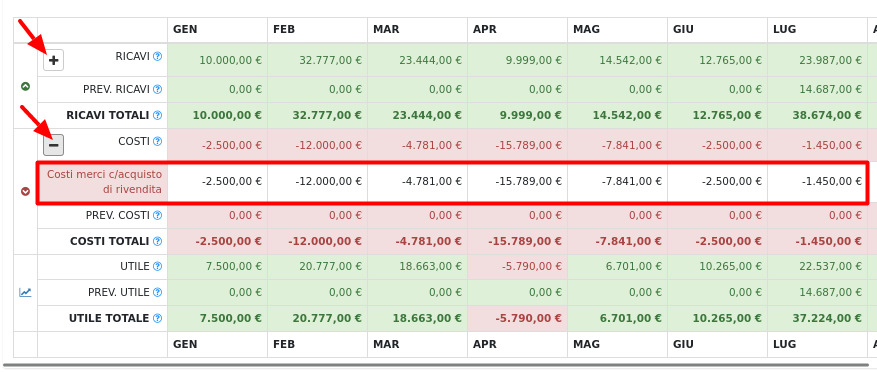 GEN FEB MAR APR MAG GIU LUG
RICAVI 10.000,00 € 32.777,00 € 23.444,00 € 9.999,00 € 14.542,00 € 12.765,00 € 23.987,00 €
PREV. RICAVI 0,00 € 0,00 € 0,00 € 0,00 € 0,00 € 0,00 € 14.687,00 €
RICAVI TOTALI 10.000,00 € 32.777,00 € 23.444,00 € 9.999,00 € 14.542,00 € 12.765,00 € 38.674,00 €
COSTI -2.500,00 € -12.000,00 € -4.781,00 € -15.789,00 € -7.841,00 € -2.500,00 € -1.450,00 €
Costi merci c/acquisto
di rivendita -2.500,00 € -12.000,00 € -4.781,00 € -15.789,00 € -7.841,00 € -2.500,00 € -1.450,00 €
PREV. COSTI 0,00 € 0,00 € 0,00 € 0,00 € 0,00 € 0,00 € 0,00 €
COSTI TOTALI -2.500,00 € -12.000,00 € -4.781,00 € -15.789,00 € -7.841,00 € -2.500,00 € -1.450,00 €
UTILE 7.500,00 € 20.777,00 € 18.663,00 € -5.790,00 € 6.701,00 € 10.265,00 € 22.537,00 €
PREV. UTILE 0,00 € 0,00 € 0,00 € 0,00 € 0,00 € 0,00 € 14.687,00 €
UTILE TOTALE 7.500,00 € 20.777,00 € 18.663,00 € -5.790,00 € 6.701,00 € 10.265,00 € 37.224,00 €
GEN FEB MAR APR MAG GIU LUG